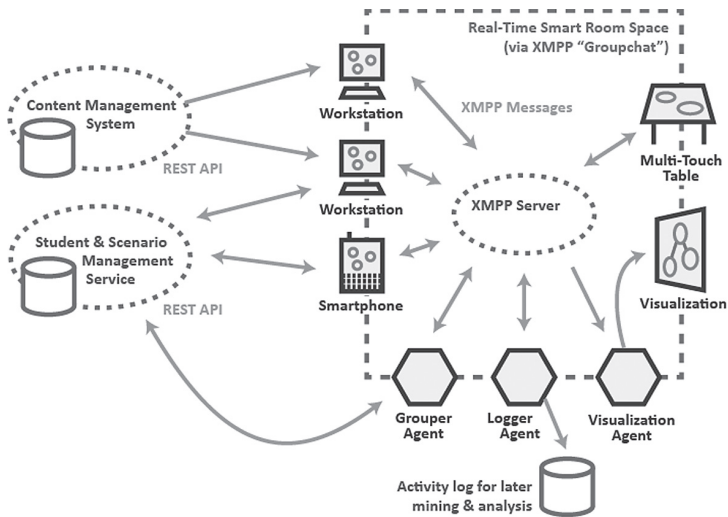 Real-Time Smart Room Space
(via XMPP “Groupchat”)
Content Management
System
REST API
Workstation
XMPP Messages
Multi-Touch
Table
Workstation
XMPP Server
Student & Scenario
Management
Service
REST API
Smartphone
Visualization
Grouper
Agent
Logger
Agent
Visualization
Agent
Activity log for later
mining & analysis